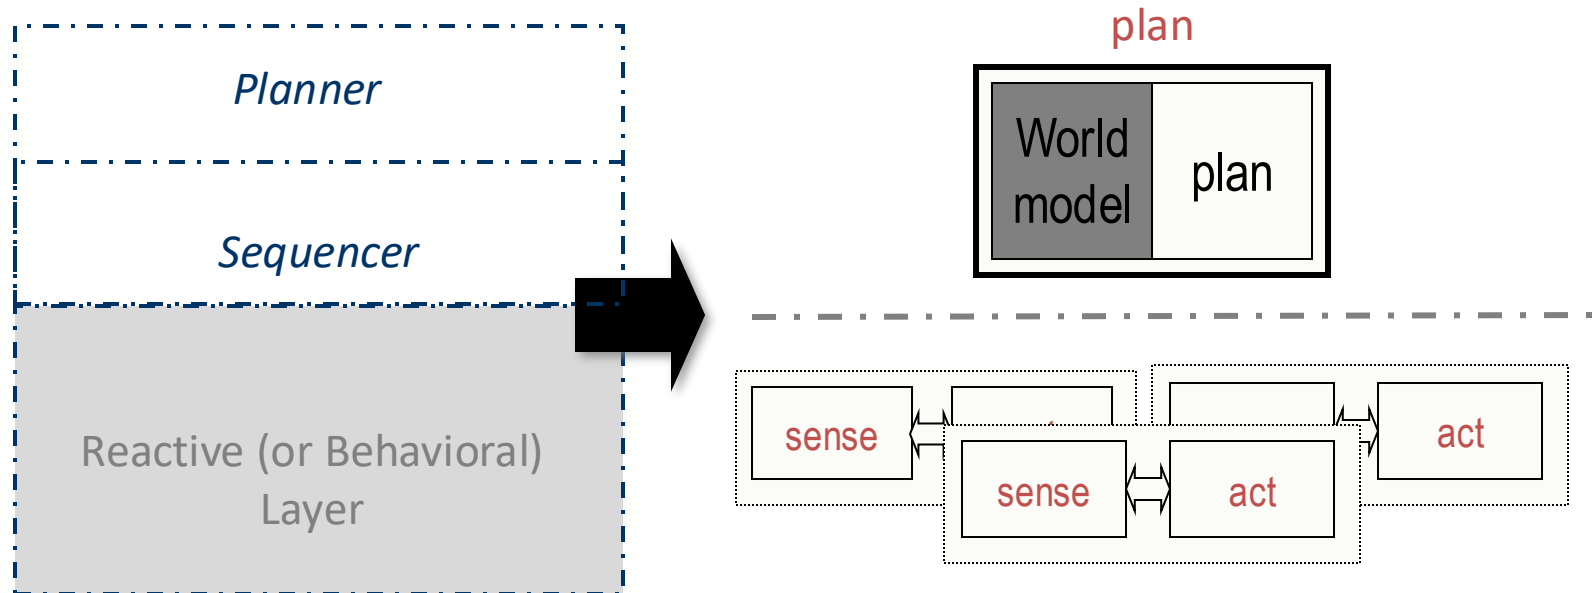 Planner
Sequencer
Reactive (or Behavioral)
Layer
plan
World
model
plan
sense
act
sense
act